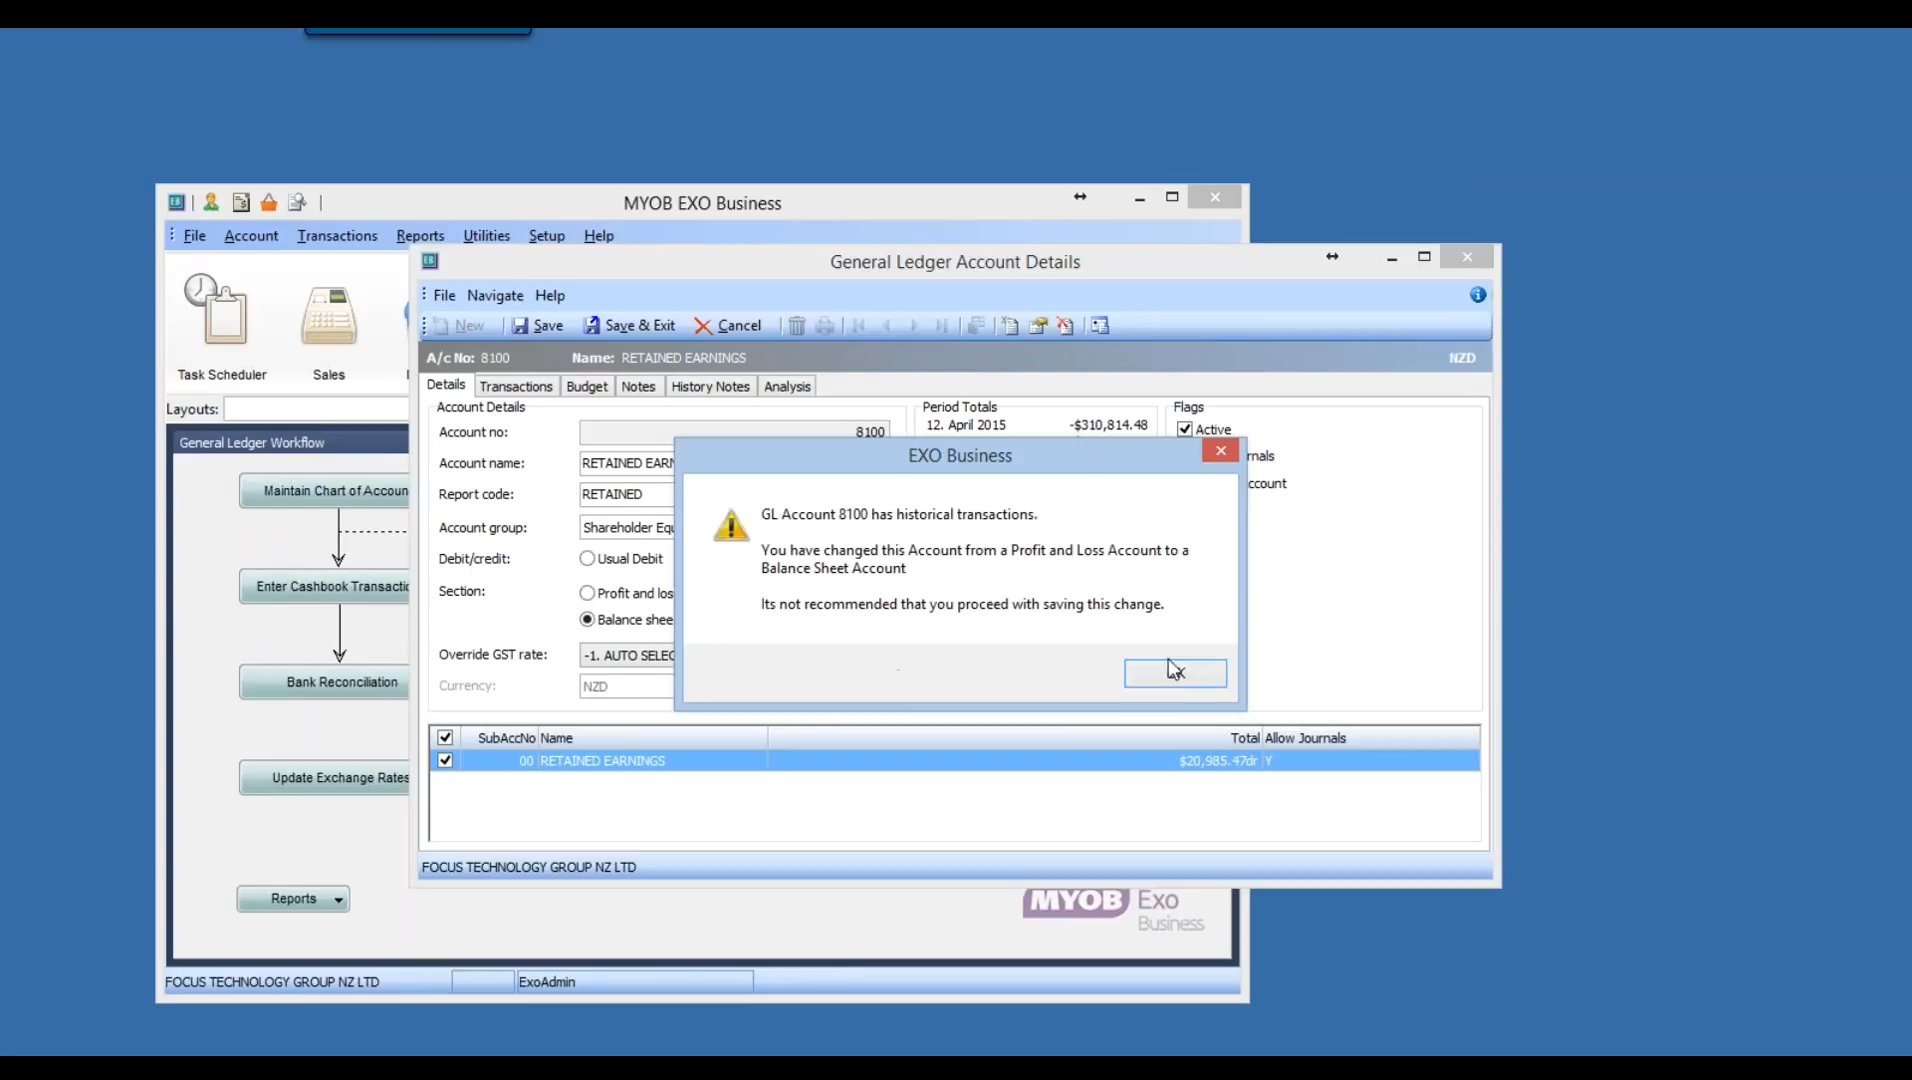 MYOB EXO Business
File Account Transactions Reports Utilities Setup Help
Task Scheduler
Sales
Layouts:
General Ledger Workflow
Maintain Chart of Accoun
Enter Cashbook Transactio
Bank Reconciliation
Update Exchange Rates
Reports
MYOB Exo
Business
FOCUS TECHNOLOGY GROUP NZ LTD
ExoAdmin
General Ledger Account Details
File Navigate Help
New Save Save & Exit Cancel
A/c No: 8100 Name: RETAINED EARNINGS NZD
Details Transactions Budget Notes History Notes Analysis
Account Details
Account no: 8100
Account name: RETAINED EARN
Report code: RETAINED
Account group: Shareholder Equ
Debit/credit: Usual Debit
Section: Profit and los
Balance shee
Override GST rate: -1. AUTO SELEC
Currency: NZD
Period Totals
12. April 2015 -$310,814.48
Flags
Active
rnals
ccount
EXO Business
GL Account 8100 has historical transactions.
You have changed this Account from a Profit and Loss Account to a
Balance Sheet Account
Its not recommended that you proceed with saving this change.
SubAccNo Name Total Allow Journals
00 RETAINED EARNINGS $20,985.47dr Y
FOCUS TECHNOLOGY GROUP NZ LTD